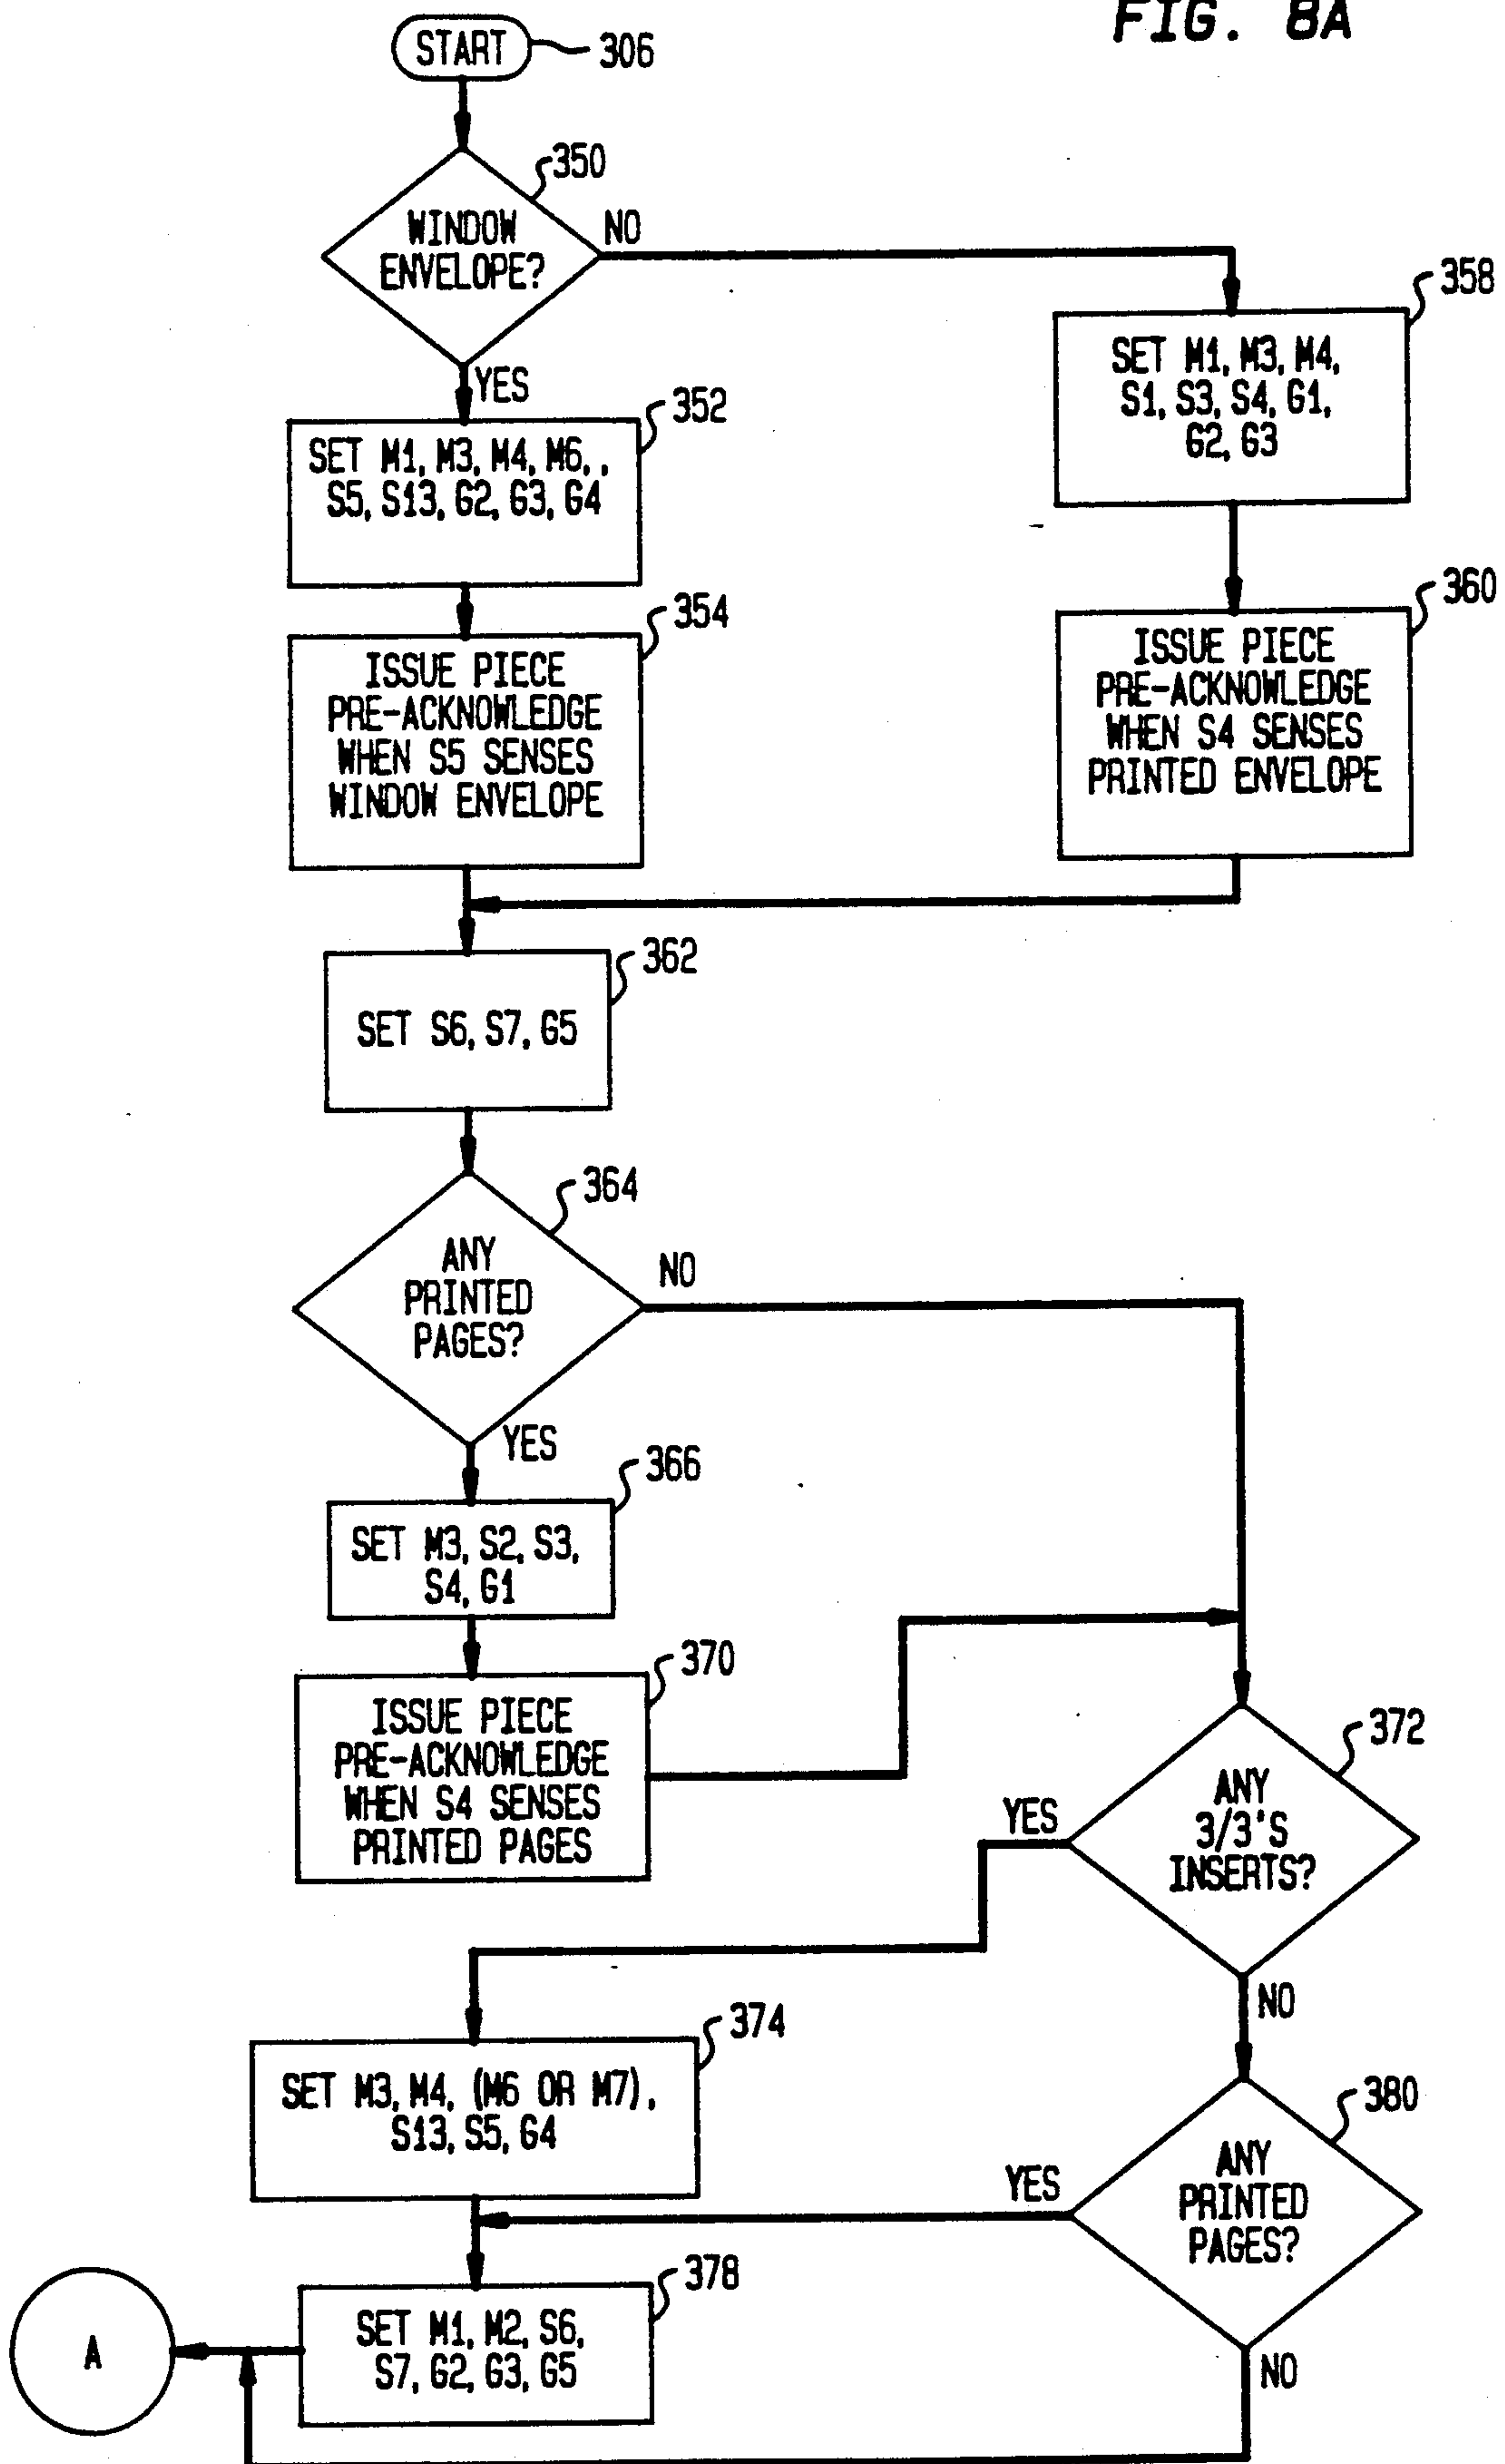 FIG. 8A
START
306
350
WINDOW
ENVELOPE?
NO
YES
358
SET M1, M3, M4,
S1, S3, S4, G1,
G2, G3
352
SET M1, M3, M4, M6, ,
S5, S13, G2, G3, G4
354
ISSUE PIECE
PRE-ACKNOWLEDGE
WHEN S5 SENSES
WINDOW ENVELOPE
360
ISSUE PIECE
PRE-ACKNOWLEDGE
WHEN S4 SENSES
PRINTED ENVELOPE
362
SET S6, S7, G5
364
ANY
PRINTED
PAGES?
NO
YES
366
SET M3, S2, S3,
S4, G1
370
ISSUE PIECE
PRE-ACKNOWLEDGE
WHEN S4 SENSES
PRINTED PAGES
372
ANY
3/3'S
INSERTS?
YES
NO
374
SET M3, M4, (M6 OR M7),
S13, S5, G4
380
ANY
PRINTED
PAGES?
YES
NO
378
SET M1, M2, S6,
S7, G2, G3, G5
A